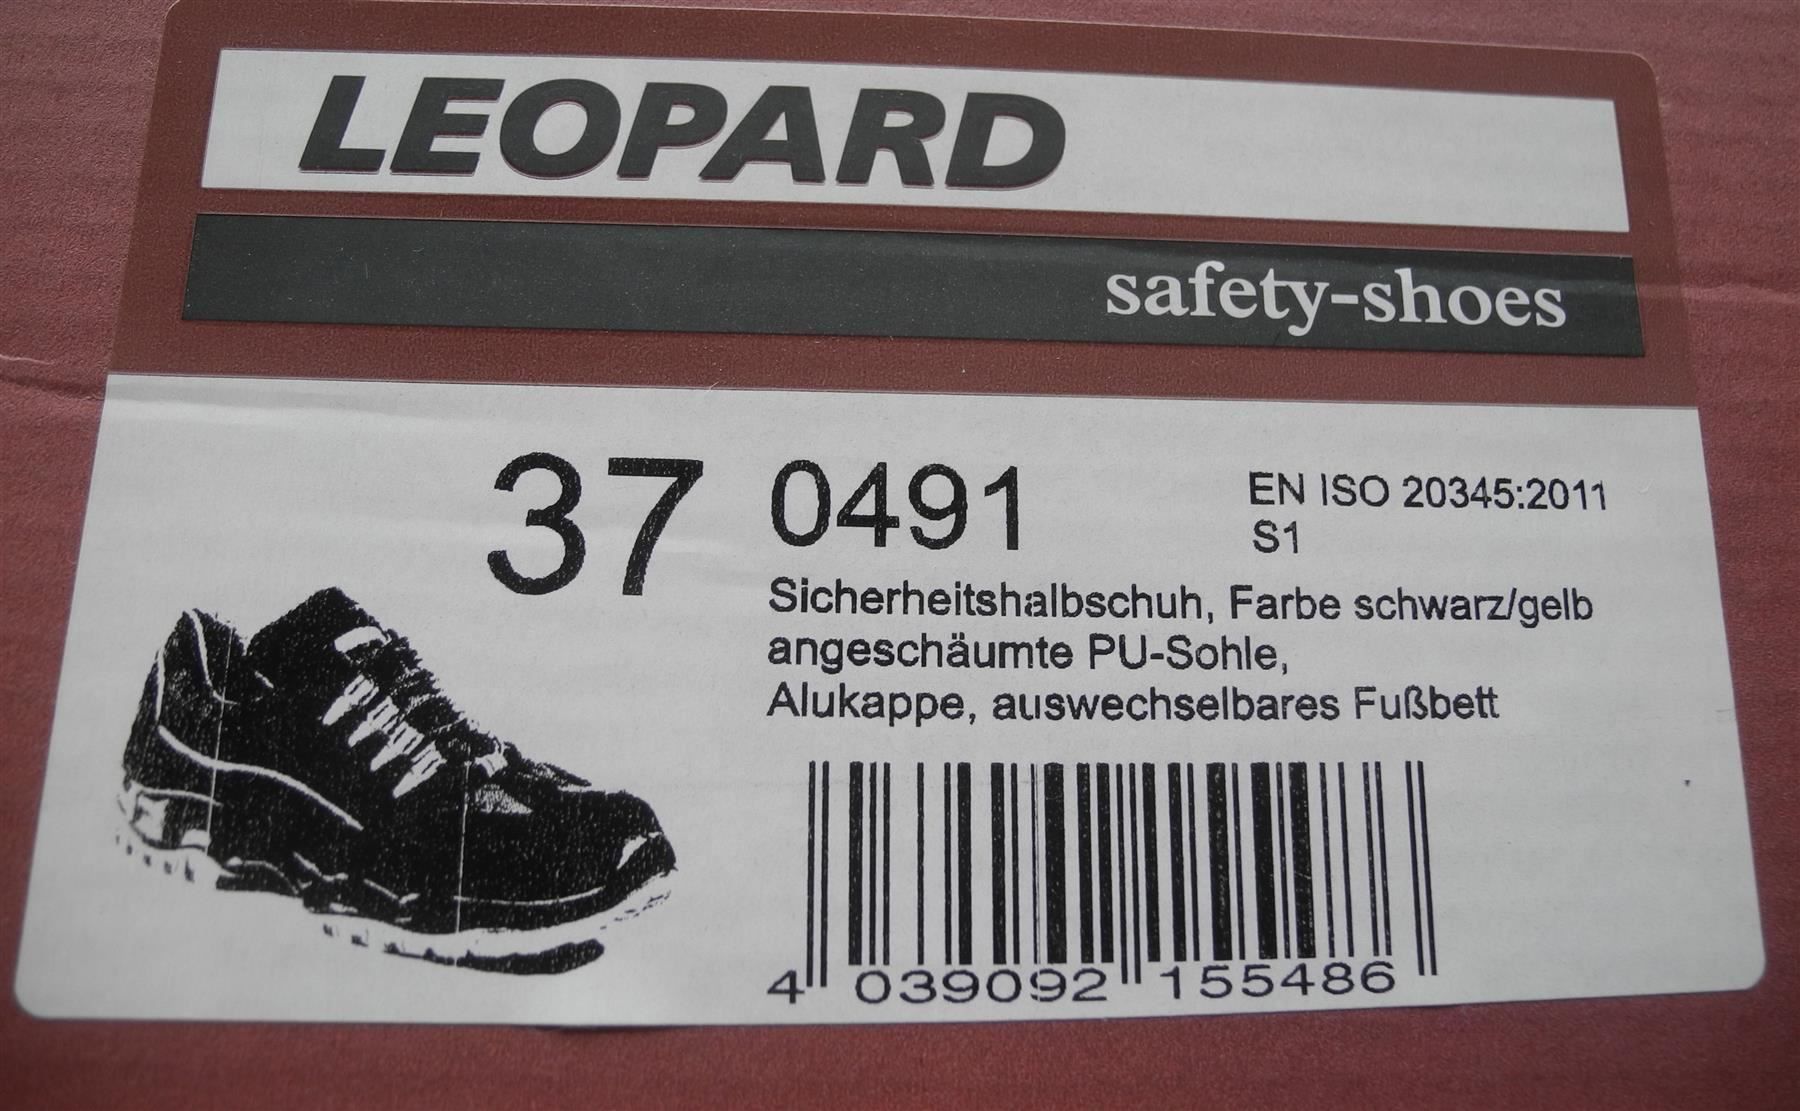 LEOPARD
safety-shoes
37 0491
EN ISO 20345:2011
S1
Sicherheitshalbschuh, Farbe schwarz/gelb
angeschäumte PU-Sohle,
Alukappe, auswechselbares Fußbett
4 039092 155486